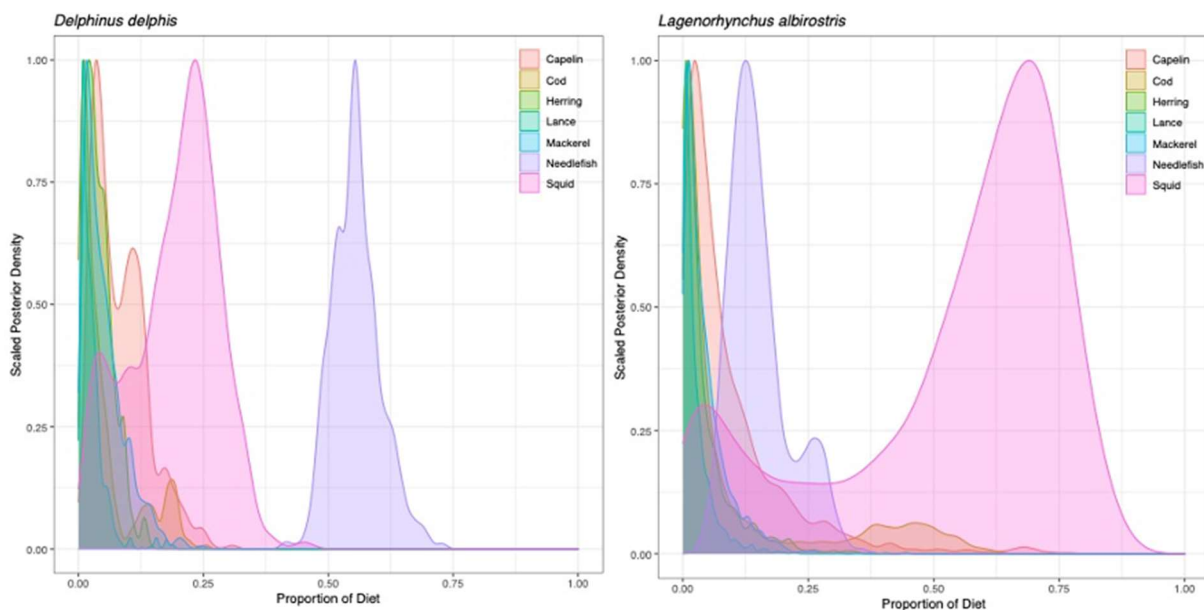 Delphinus delphis
1.00
0.75
0.50
0.25
0.00
Scaled Posterior Density
0.00 0.25 0.50 0.75 1.00
Proportion of Diet
Capelin
Cod
Herring
Lance
Mackerel
Needlefish
Squid
Lagenorhynchus albirostris
1.00
0.75
0.50
0.25
0.00
Scaled Posterior Density
0.00 0.25 0.50 0.75 1.00
Proportion of Diet
Capelin
Cod
Herring
Lance
Mackerel
Needlefish
Squid